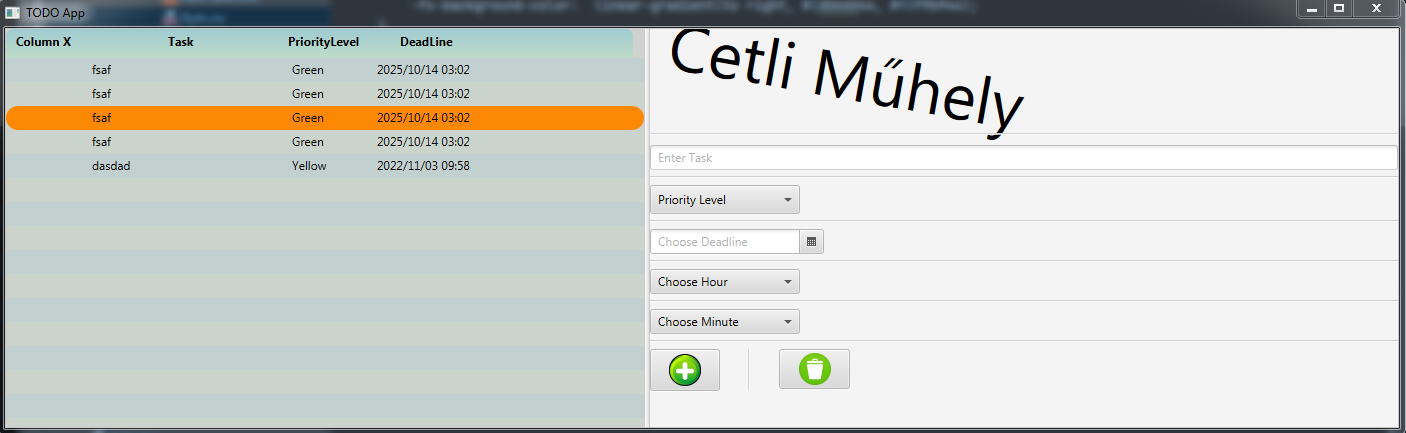 -fx-background-color: linear-gradient(to right,
TODO App
Column X Task PriorityLevel DeadLine
fsaf Green 2025/10/14 03:02
fsaf Green 2025/10/14 03:02
fsaf Green 2025/10/14 03:02
fsaf Green 2025/10/14 03:02
dasdad Yellow 2022/11/03 09:58
Cetli Műhely
Enter Task
Priority Level
Choose Deadline
Choose Hour
Choose Minute